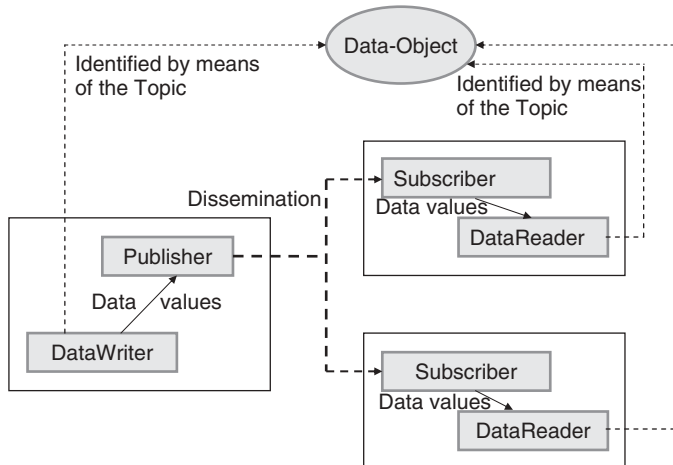 Data-Object
Identified by means
of the Topic
Identified by means
of the Topic
Subscriber
Data values
DataReader
Dissemination
Publisher
Data values
DataWriter
Subscriber
Data values
DataReader